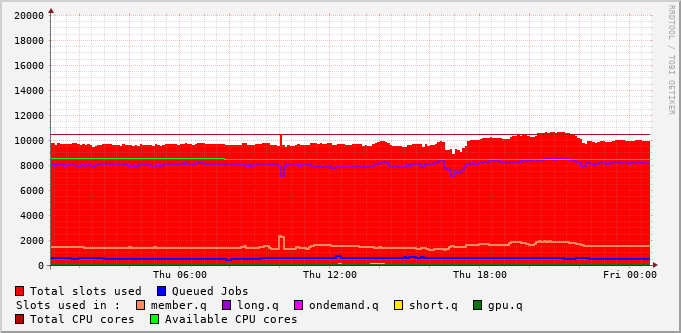 RRDTOOL / TOBI OETIKER
20000
18000
16000
14000
12000
10000
8000
6000
4000
2000
0
Thu 06:00 Thu 12:00 Thu 18:00 Fri 00:00
Total slots used Queued Jobs
Slots used in : member.q long.q ondemand.q short.q gpu.q
Total CPU cores Available CPU cores